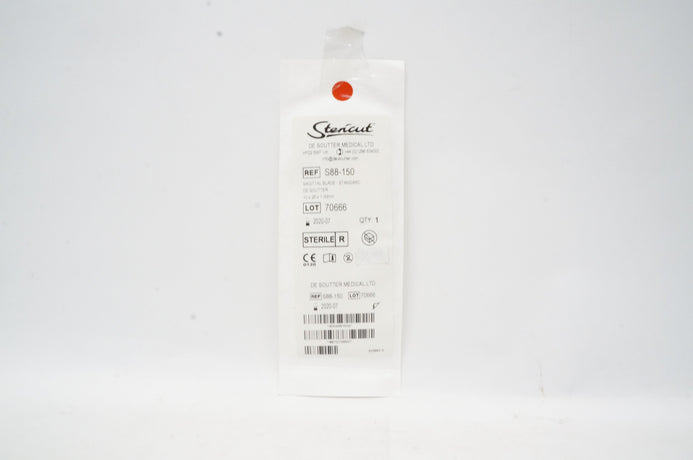 Stericut
DE SOUTTER MEDICAL LTD
REF S88-150
SAGITTAL BLADE - STANDARD
DE SOUTTER
LOT 70666
2020-07 QTY: 1
STERILE R
CE
0120
DE SOUTTER MEDICAL LTD
REF S88-150 LOT 70666
2020-07